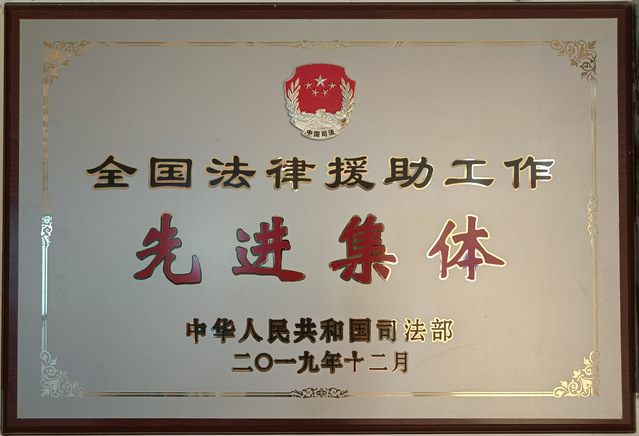 中国司法
全国法律援助工作
先进集体
中华人民共和国司法部
二〇一九年十二月